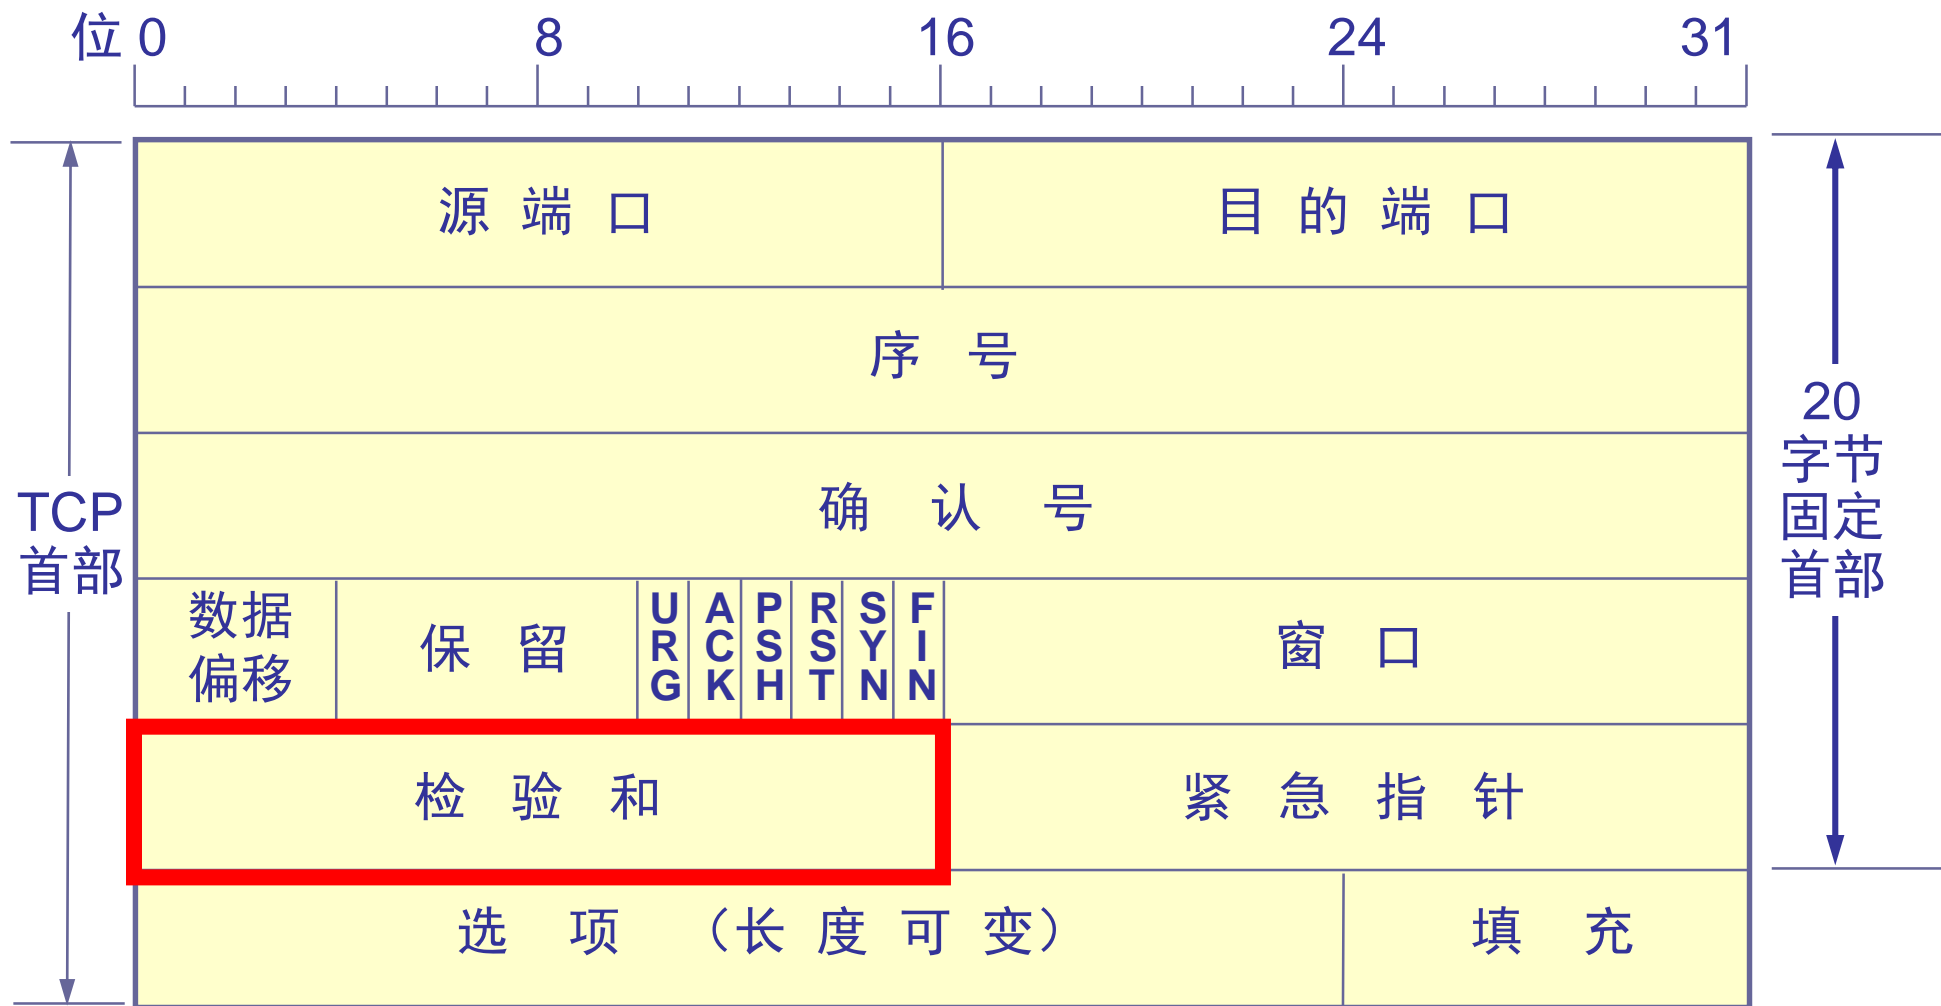 位 0 8 16 24 31
源端口 目的端口
序号
确认号
数据偏移 保留 URG ACK PSH RST SYN FIN 窗口
检验和 紧急指针
选项（长度可变） 填充
TCP
首部
20
字节
固定
首部